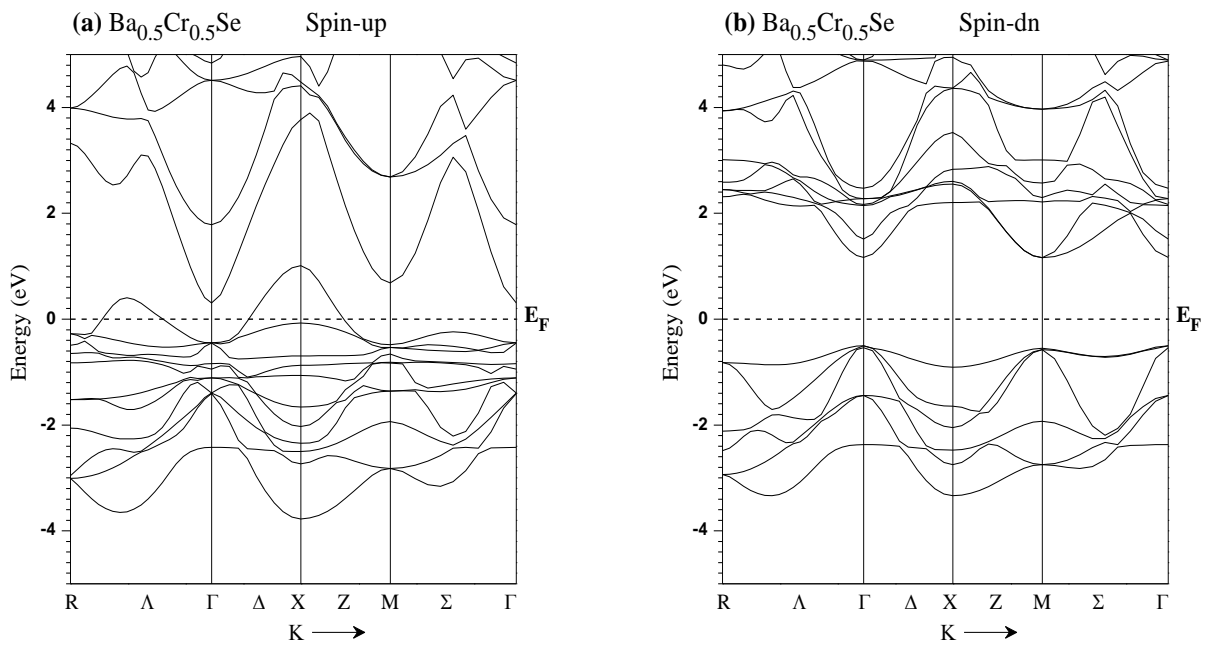 (a) Ba0.5Cr0.5Se Spin-up
4
2
0
-2
-4
Energy (eV)
EF
R Λ Γ Δ X Z M Σ Γ
K
(b) Ba0.5Cr0.5Se Spin-dn
4
2
0
-2
-4
Energy (eV)
EF
R Λ Γ Δ X Z M Σ Γ
K